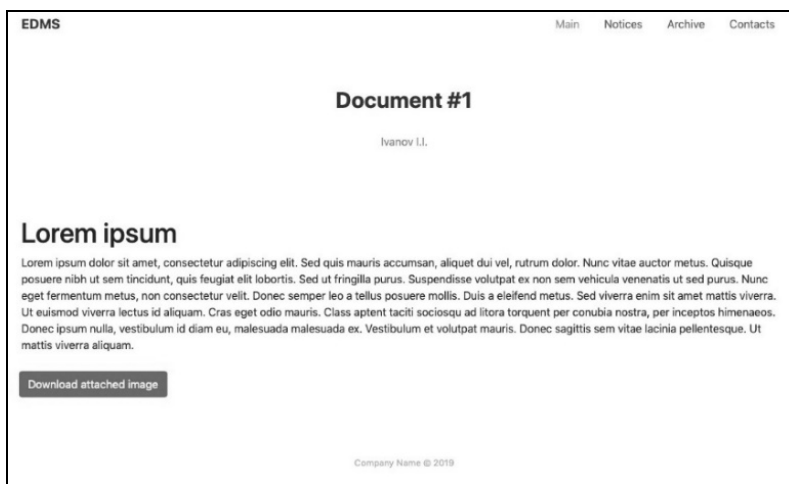 EDMS Main Notices Archive Contacts
Document #1
Ivanov I.I.
Lorem ipsum
Lorem ipsum dolor sit amet, consectetur adipiscing elit. Sed quis mauris accumsan, aliquet dui vel, rutrum dolor. Nunc vitae auctor metus. Quisque
posuere nibh ut sem tincidunt, quis feugiat elit lobortis. Sed ut fringilla purus. Suspendisse volutpat ex non sem vehicula venenatis ut sed purus. Nunc
eget fermentum metus, non consectetur velit. Donec semper leo a tellus posuere mollis. Duis a eleifend metus. Sed viverra enim sit amet mattis viverra.
Ut euismod viverra lectus id aliquam. Cras eget odio mauris. Class aptent taciti sociosqu ad litora torquent per conubia nostra, per inceptos himenaeos.
Donec ipsum nulla, vestibulum id diam eu, malesuada malesuada ex. Vestibulum et volutpat mauris. Donec sagittis sem vitae lacinia pellentesque. Ut
mattis viverra aliquam.
Download attached image
Company Name © 2019